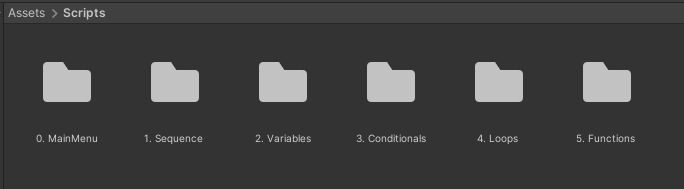 Assets > Scripts
0. MainMenu
1. Sequence
2. Variables
3. Conditionals
4. Loops
5. Functions